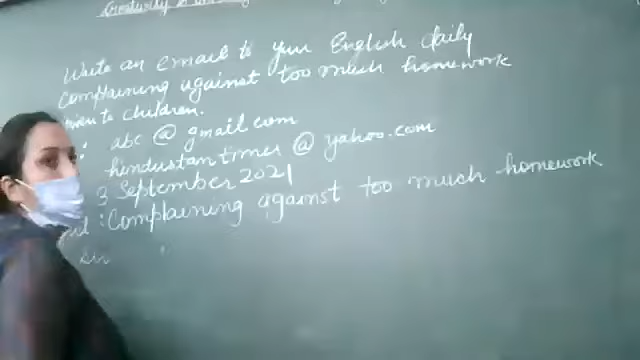 Write an email to your English daily
complaining against too much homework
given to children.
: abc @ gmail.com
hindustantimes @ yahoo.com
3 September 2021
: Complaining against too much homework
Sir